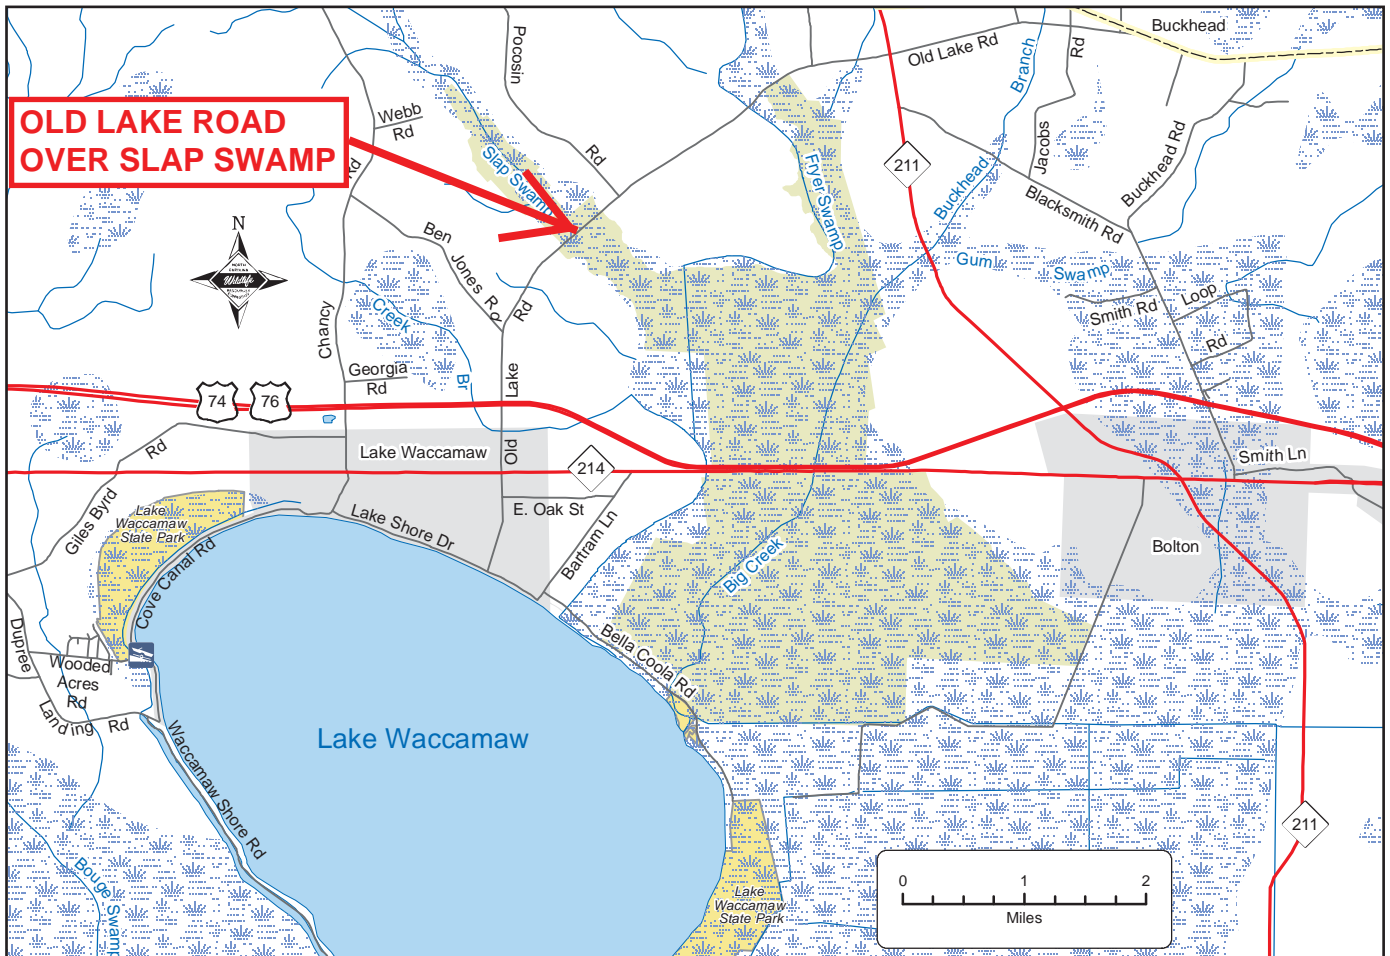 Buckhead
Old Lake Rd
Pocosin
Rd
Branch
Rd
OLD LAKE ROAD
OVER SLAP SWAMP
Webb
Rd
Rd
Slap Swamp
Fryer Swamp
211
Buckhead
Jacobs
Buckhead Rd
Blacksmith Rd
N
NORTH
CAROLINA
Wildlife
RESOURCES
Ben
Jones Rd
Rd
Gum
Swamp
Smith Rd
Loop
Rd
Chancy
Creek
Br
Georgia
Rd
Lake
Old
74
76
Rd
Lake Waccamaw
214
Smith Ln
Giles Byrd
Lake
Waccamaw
State Park
Lake Shore Dr
E. Oak St
Bartram Ln
Bolton
Cove Canal Rd
Big Creek
Dupree
Wooded
Acres
Rd
Landing Rd
Bella Coola Rd
Lake Waccamaw
Waccamaw Shore Rd
211
Bouge Swamp
Lake
Waccamaw
State Park
0 1 2
Miles